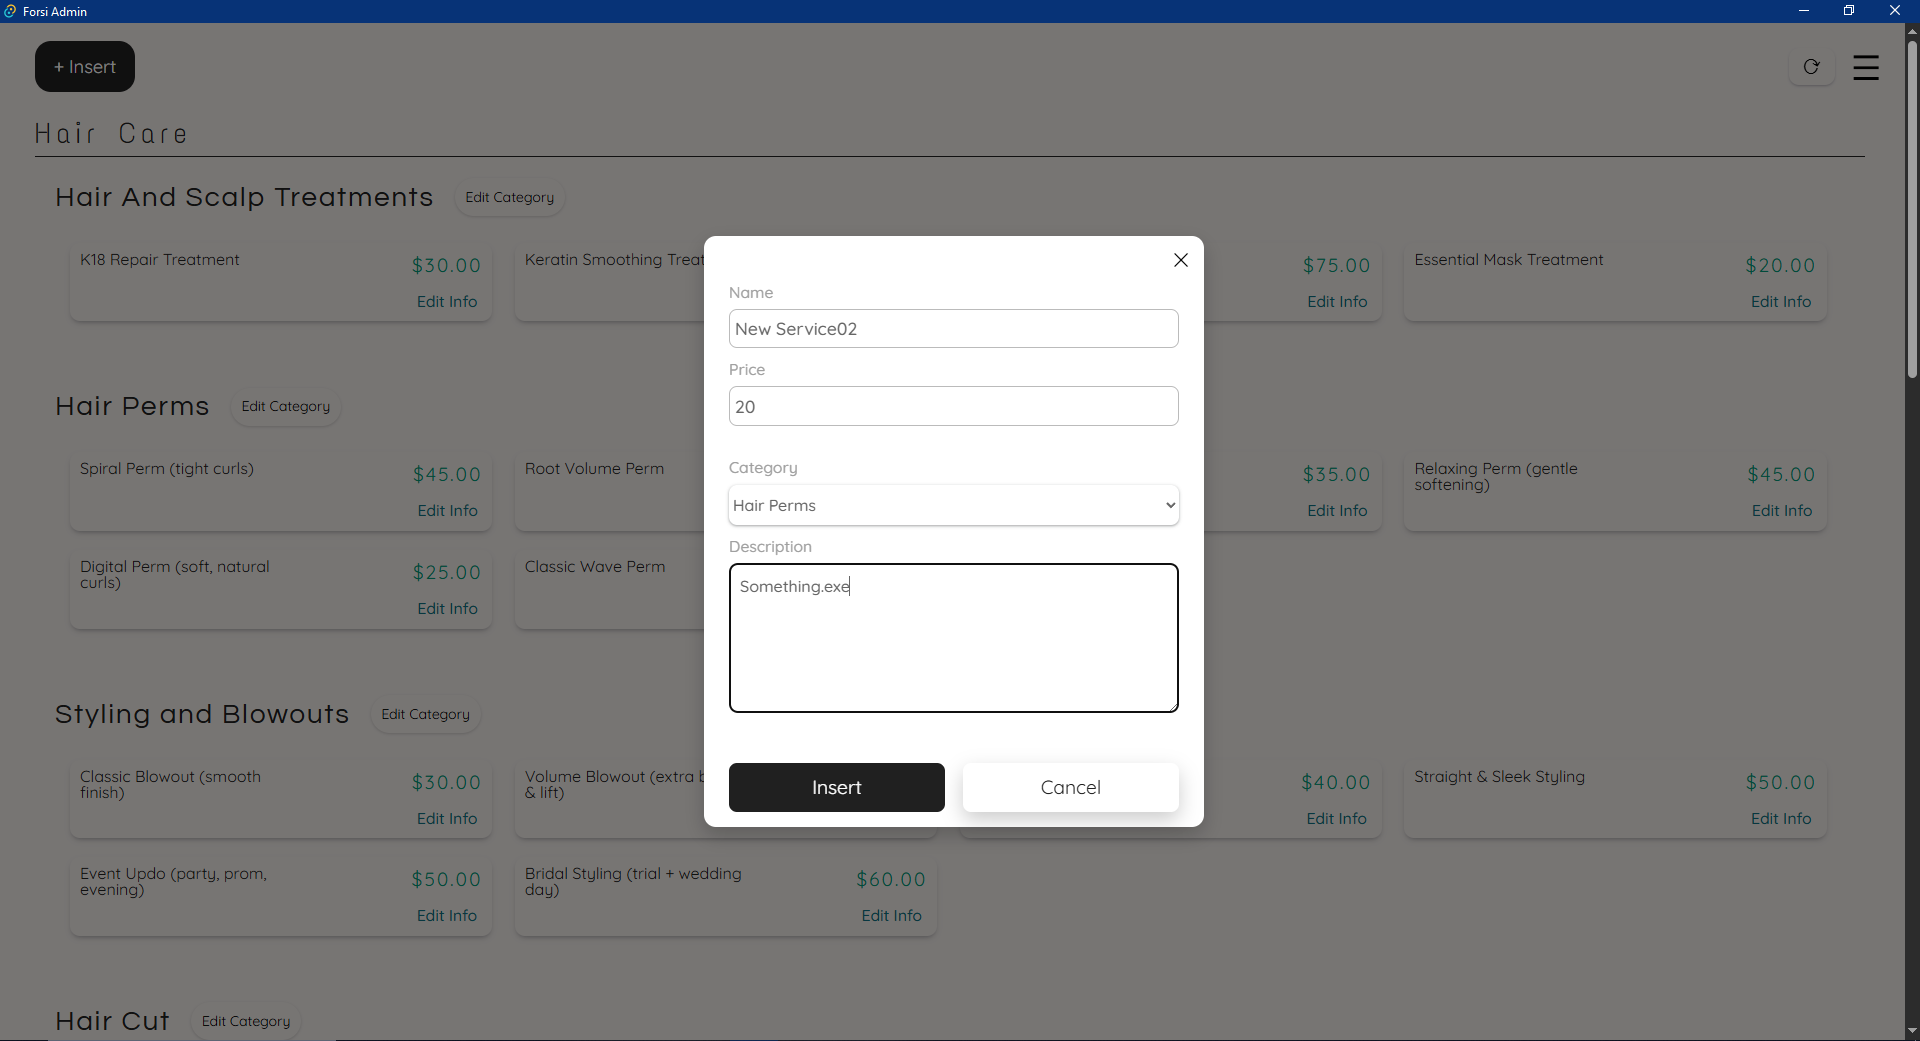 Forsi Admin
+ Insert
Hair Care
Hair And Scalp Treatments
Edit Category
K18 Repair Treatment
$30.00
Edit Info
Keratin Smoothing Treat
$75.00
Edit Info
Essential Mask Treatment
$20.00
Edit Info
Hair Perms
Edit Category
Spiral Perm (tight curls)
$45.00
Edit Info
Root Volume Perm
$35.00
Edit Info
Relaxing Perm (gentle
softening)
$45.00
Edit Info
Digital Perm (soft, natural
curls)
$25.00
Edit Info
Classic Wave Perm
Styling and Blowouts
Edit Category
Classic Blowout (smooth
finish)
$30.00
Edit Info
Volume Blowout (extra b
& lift)
$40.00
Edit Info
Straight & Sleek Styling
$50.00
Edit Info
Event Updo (party, prom,
evening)
$50.00
Edit Info
Bridal Styling (trial + wedding
day)
$60.00
Edit Info
Hair Cut
Edit Category
Name
New Service02
Price
20
Category
Hair Perms
Description
Something.exe
Insert
Cancel